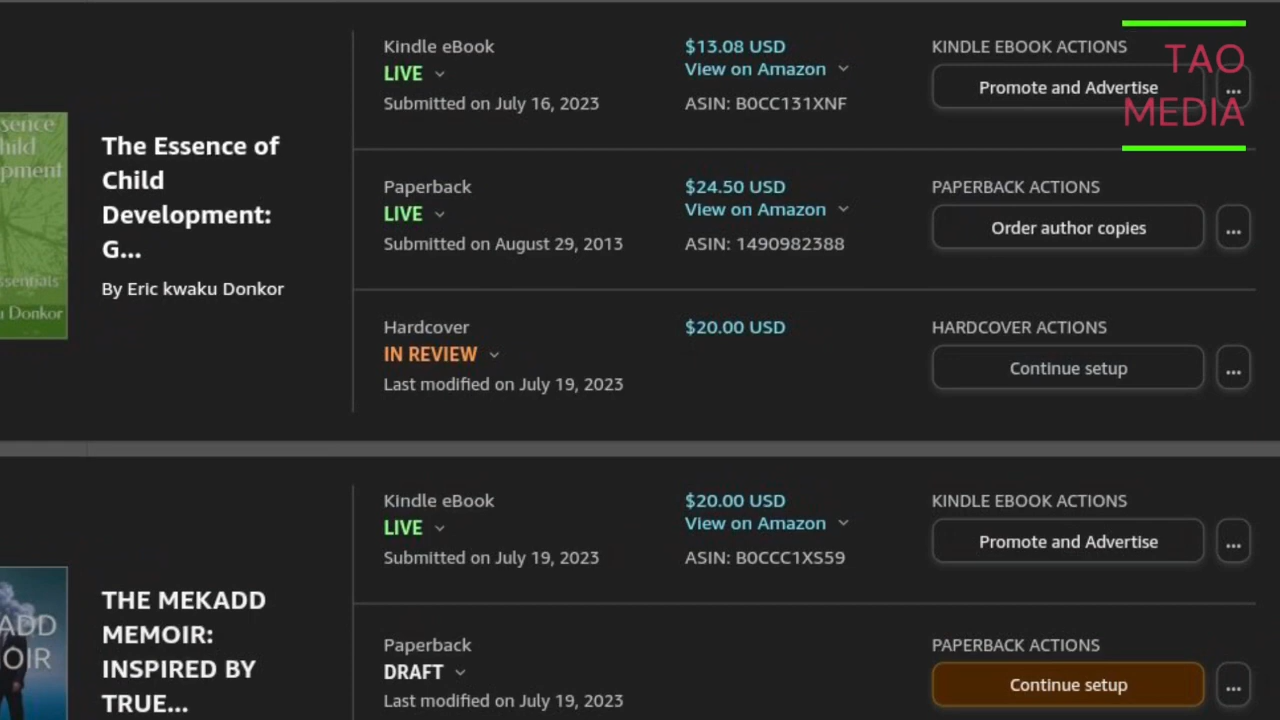 Kindle eBook
LIVE
Submitted on July 16, 2023
$13.08 USD
View on Amazon
ASIN: B0CC131XNF
KINDLE EBOOK ACTIONS
Promote and Advertise
...
TAO
MEDIA
The Essence of
Child
Development:
G...
By Eric kwaku Donkor
Paperback
LIVE
Submitted on August 29, 2013
$24.50 USD
View on Amazon
ASIN: 1490982388
PAPERBACK ACTIONS
Order author copies
...
Hardcover
IN REVIEW
Last modified on July 19, 2023
$20.00 USD
HARDCOVER ACTIONS
Continue setup
...
THE MEKADD
MEMOIR:
INSPIRED BY
TRUE...
Kindle eBook
LIVE
Submitted on July 19, 2023
$20.00 USD
View on Amazon
ASIN: B0CCC1XS59
KINDLE EBOOK ACTIONS
Promote and Advertise
...
Paperback
DRAFT
Last modified on July 19, 2023
PAPERBACK ACTIONS
Continue setup
...